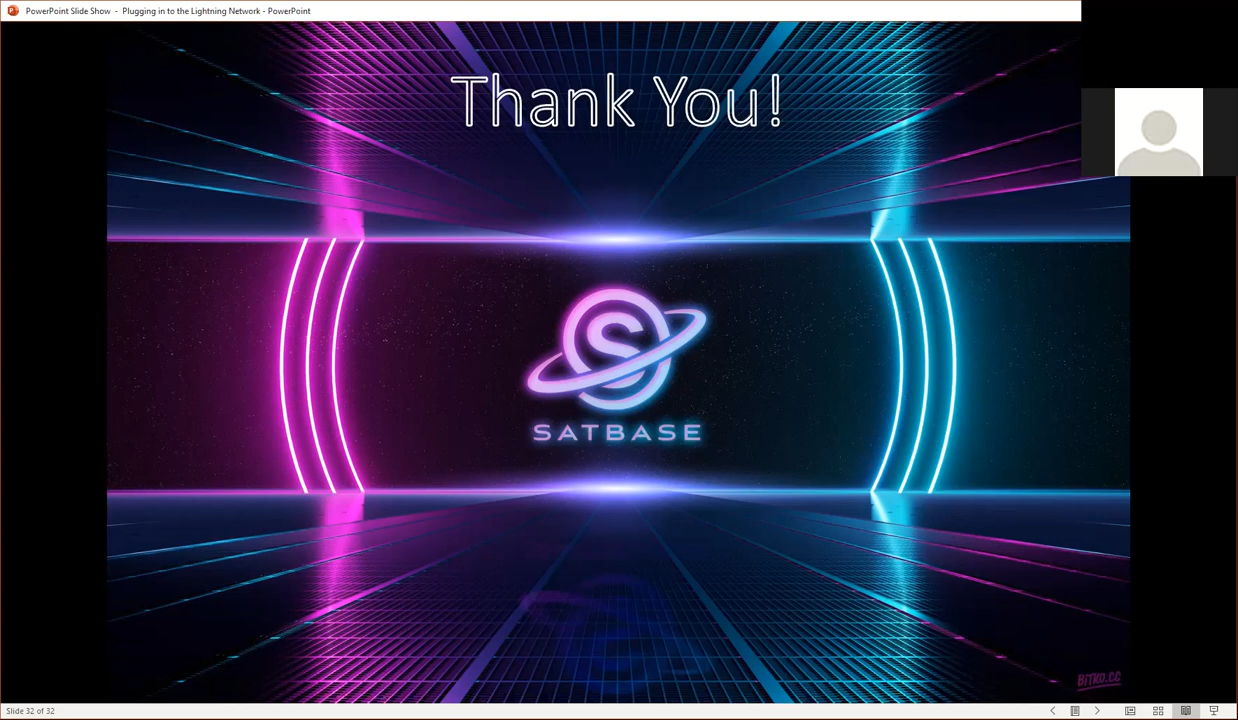 PowerPoint Slide Show - Plugging in to the Lightning Network - PowerPoint
Thank You!
S
SATBASE
BiTKO.CC
Slide 32 of 32